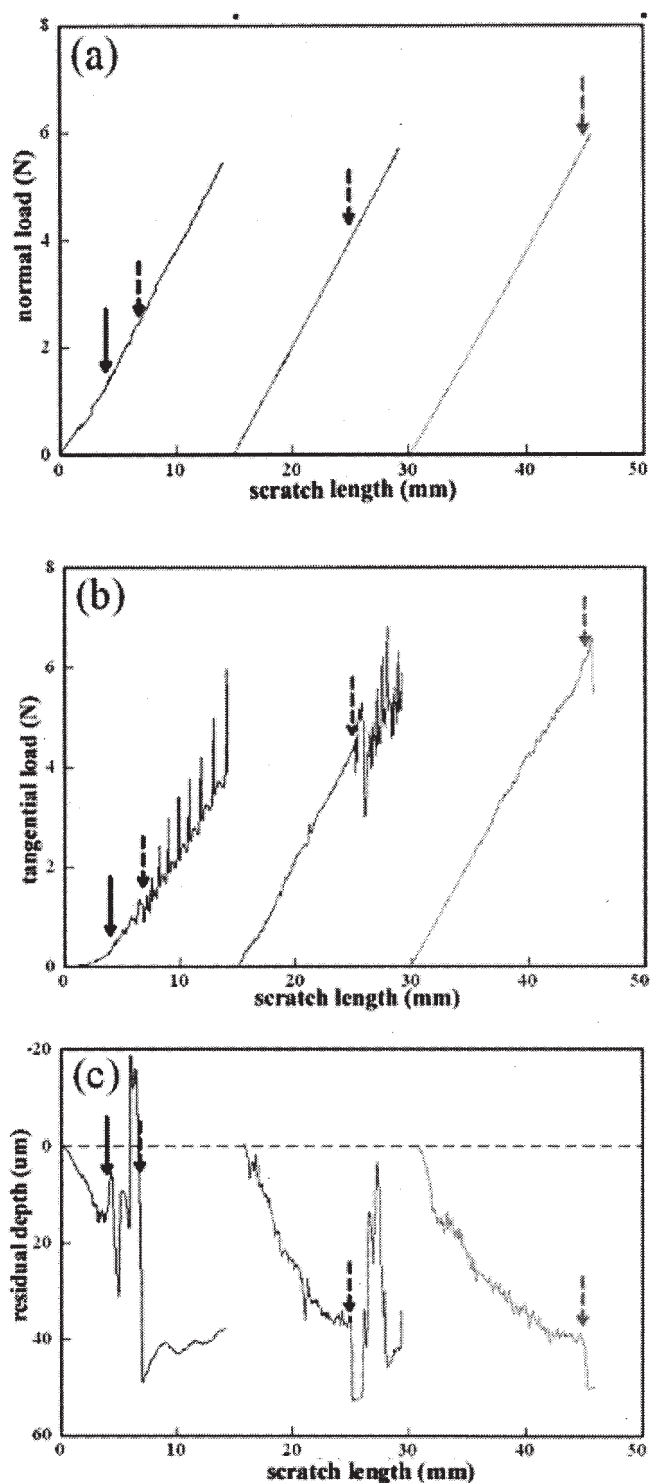 (a)
8
6
4
2
0
normal load (N)
0 10 20 30 40 50
scratch length (mm)
(b)
8
6
4
2
0
tangential load (N)
0 10 20 30 40 50
scratch length (mm)
(c)
-20
0
20
40
60
residual depth (um)
0 10 20 30 40 50
scratch length (mm)